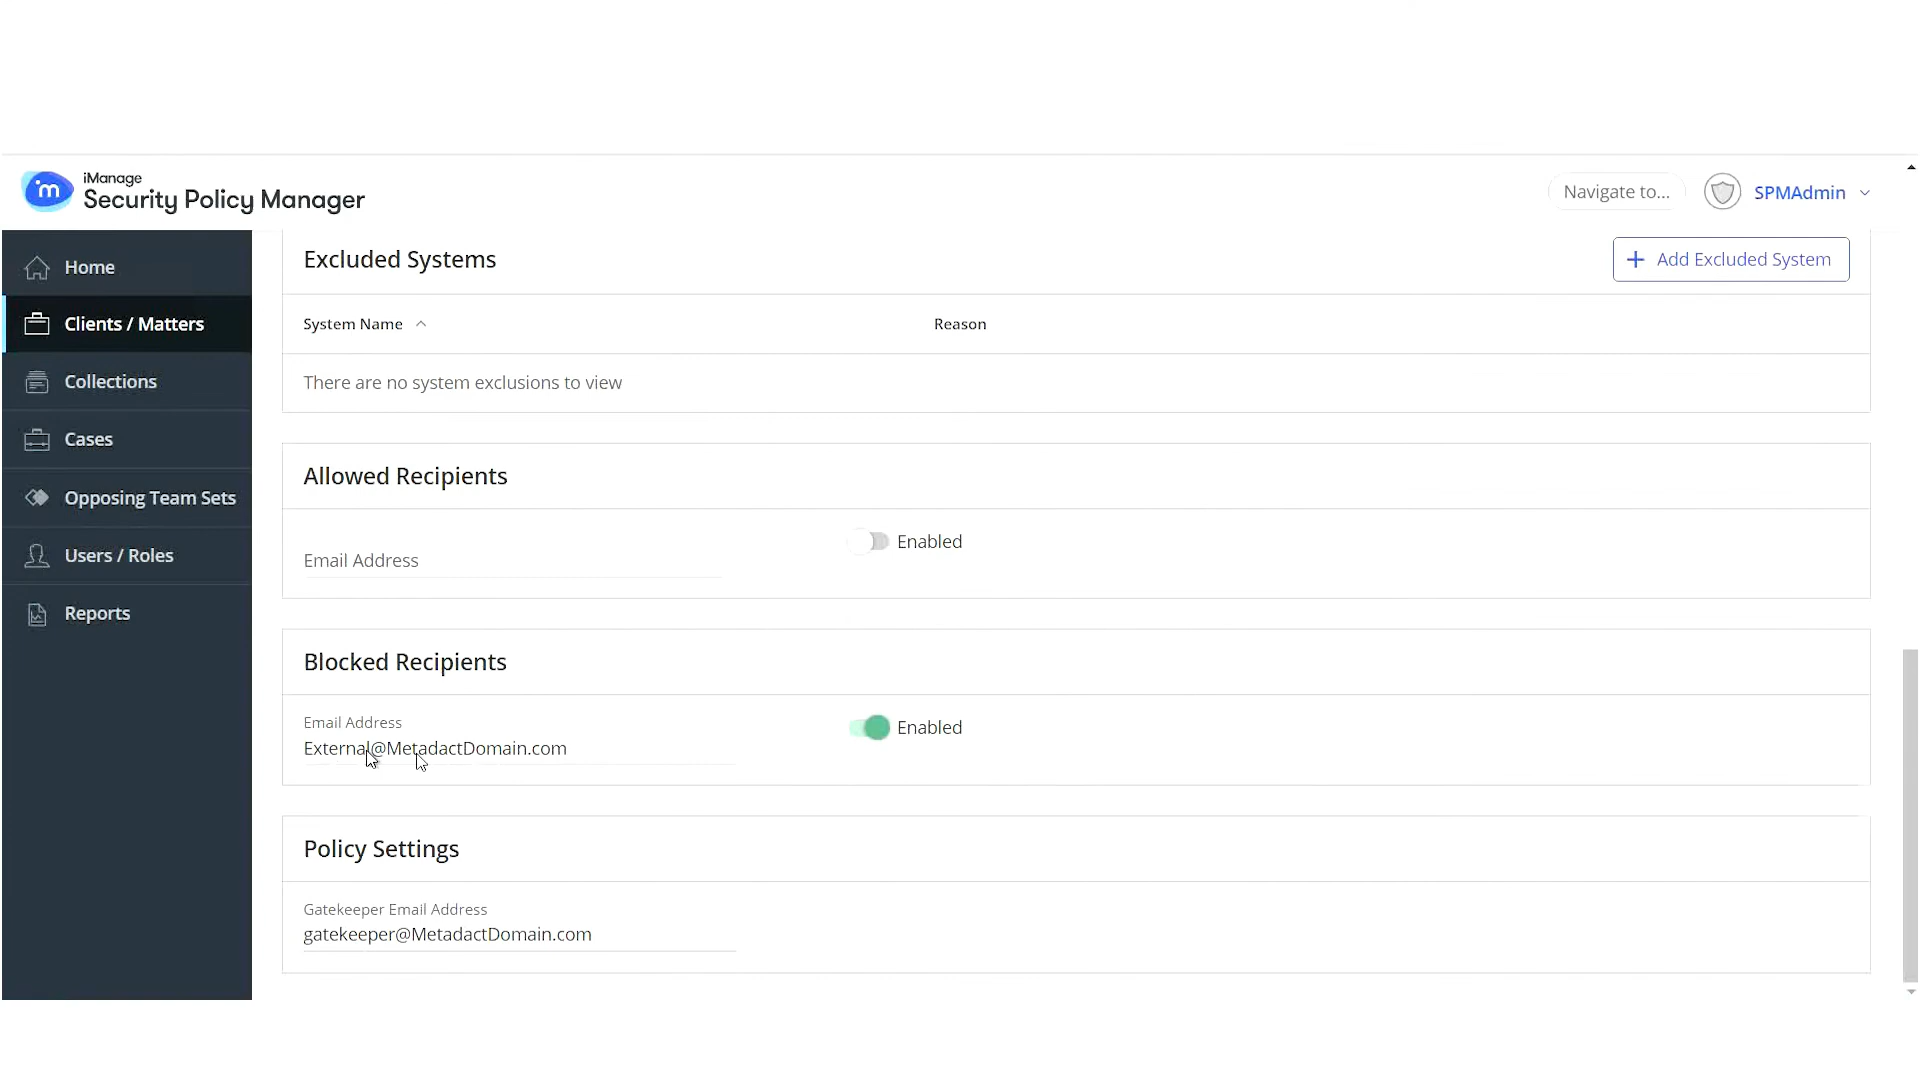 iManage
Security Policy Manager
Navigate to...
SPMAdmin
Home
Clients / Matters
Collections
Cases
Opposing Team Sets
Users / Roles
Reports
Excluded Systems
+ Add Excluded System
System Name
Reason
There are no system exclusions to view
Allowed Recipients
Email Address
Enabled
Blocked Recipients
Email Address
External@MetadactDomain.com
Enabled
Policy Settings
Gatekeeper Email Address
gatekeeper@MetadactDomain.com